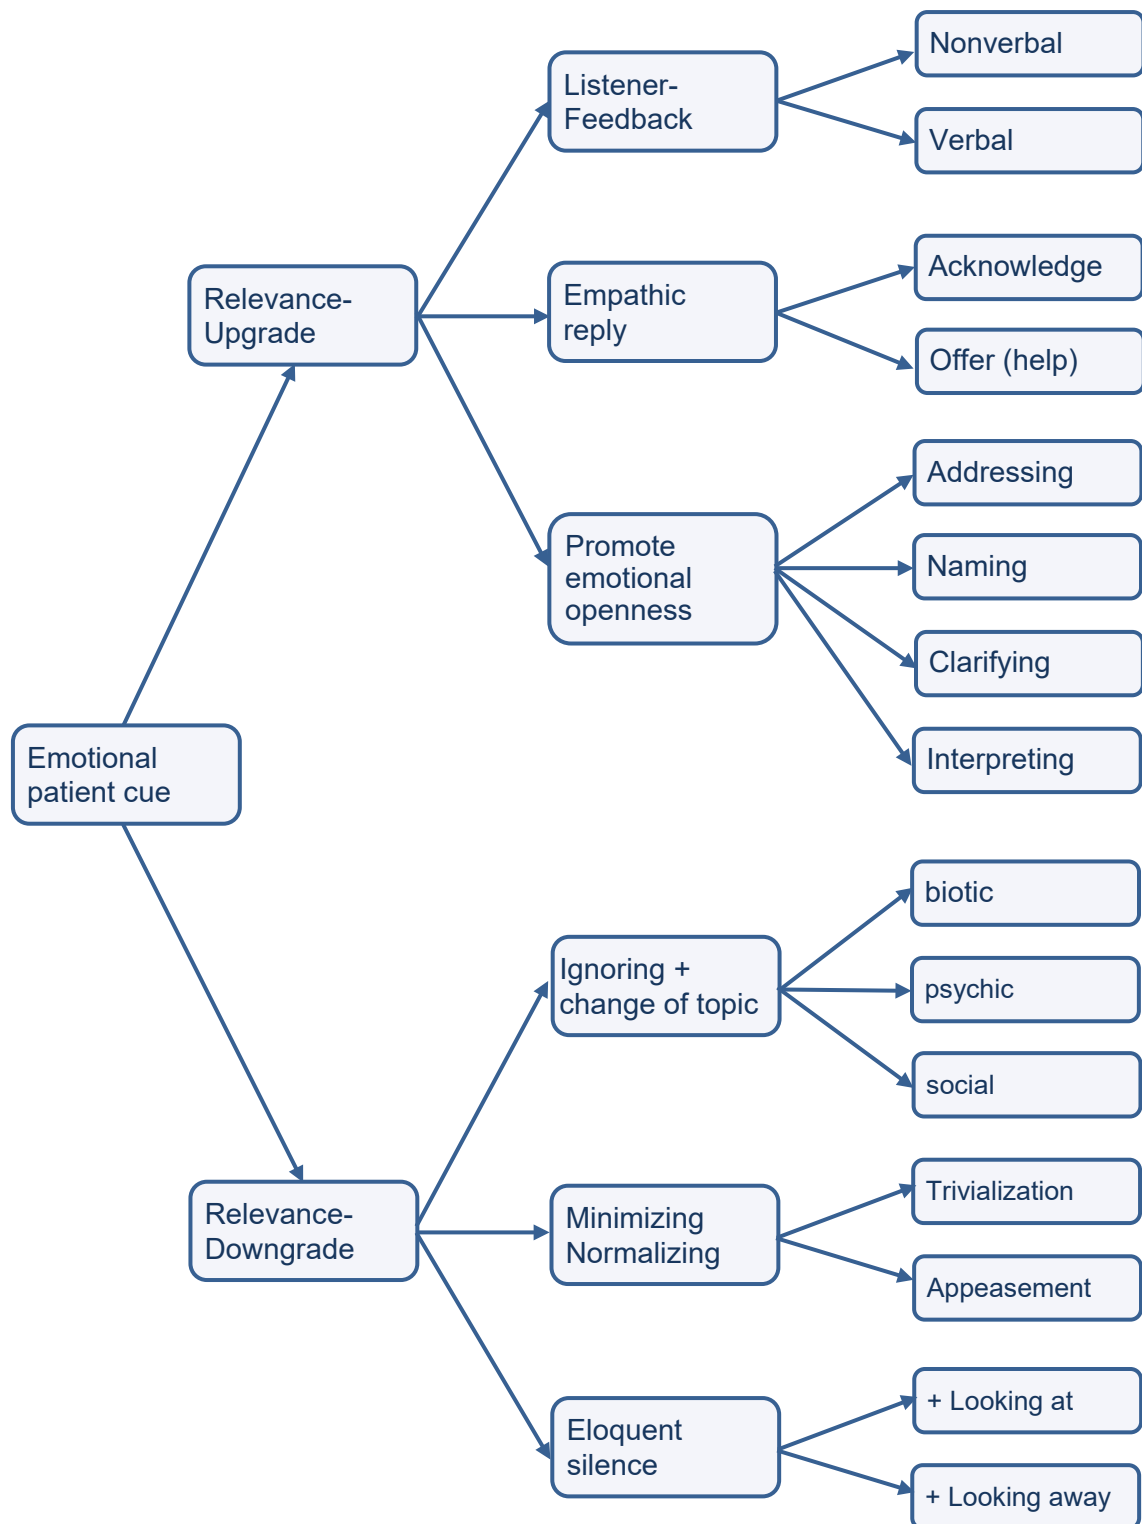 Nonverbal
Listener-
Feedback
Verbal
Acknowledge
Relevance-
Upgrade
Empathic
reply
Offer (help)
Addressing
Promote
emotional
openness
Naming
Clarifying
Interpreting
Emotional
patient cue
biotic
Ignoring +
change of topic
psychic
social
Trivialization
Relevance-
Downgrade
Minimizing
Normalizing
Appeasement
+ Looking at
Eloquent
silence
+ Looking away